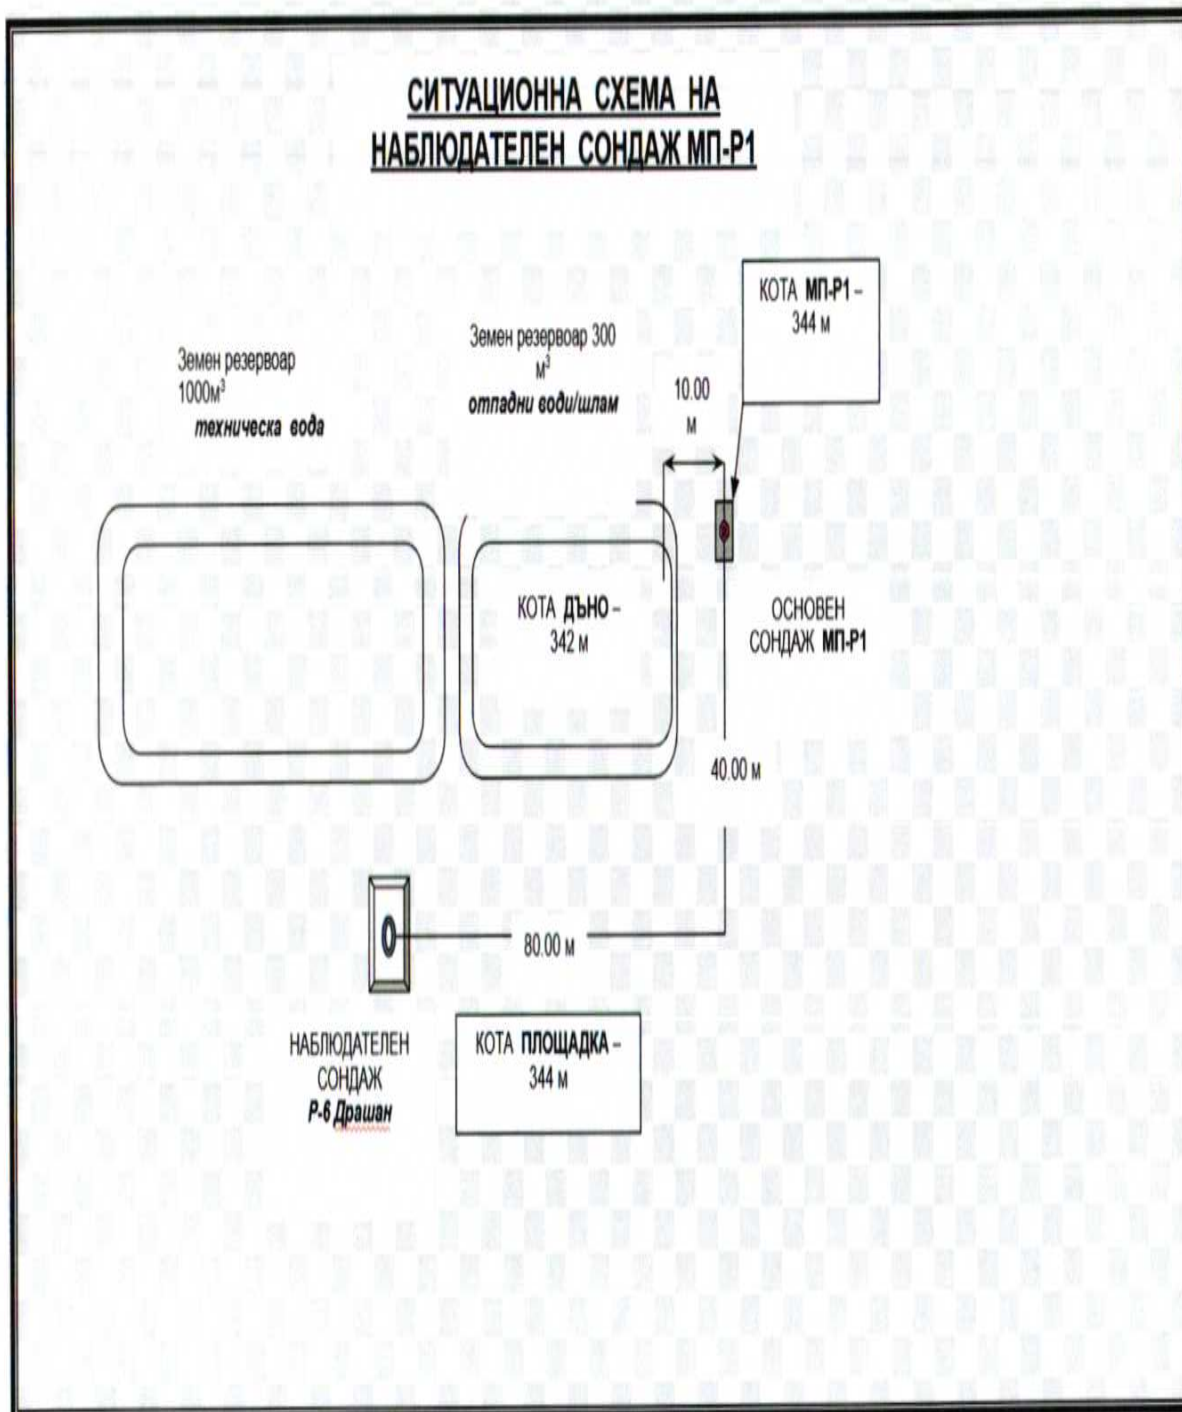 СИТУАЦИОННА СХЕМА НА
НАБЛЮДАТЕЛЕН СОНДАЖ МП-Р1
КОТА МП-Р1 –
344 м
Земен резервоар 300
м³
отпадни води/шлам
Земен резервоар
1000м³
техническа вода
10.00
м
КОТА ДЪНО –
342 м
ОСНОВЕН
СОНДАЖ МП-Р1
40.00 м
80.00 м
НАБЛЮДАТЕЛЕН
СОНДАЖ
Р-6 Драшан
КОТА ПЛОЩАДКА –
344 м